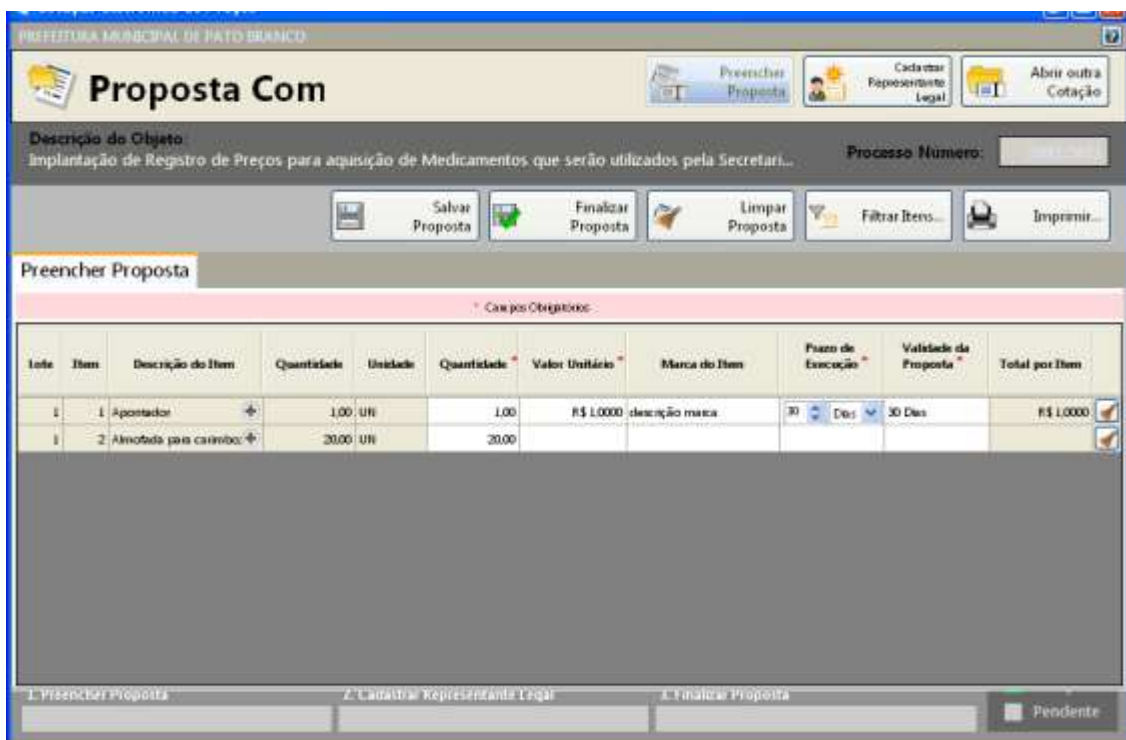 PREFEITURA MUNICIPAL DE PATO BRANCO
Proposta Com
Preencher
Proposta
Cadastrar
Representante
Legal
Abrir outra
Cotação
Descrição do Objeto:
Implantação de Registro de Preços para aquisição de Medicamentos que serão utilizados pela Secretari...
Processo Numero:
Salvar
Proposta
Finalizar
Proposta
Limpar
Proposta
Filtrar Itens...
Imprimir...
Preencher Proposta
* Campos Obrigatórios
Lote Item Descrição do Item Quantidade Unidade Quantidade * Valor Unitário * Marca do Item Prazo de Execução * Validade da Proposta * Total por Item
1 1 Apontador + 1,00 UN 1,00 R$ 1,0000 descrição marca 30 Dias 30 Dias R$ 1,0000
1 2 Almofada para carimbo: + 20,00 UN 20,00
1. Preencher Proposta 2. Cadastrar Representante Legal 3. Finalizar Proposta
Pendente